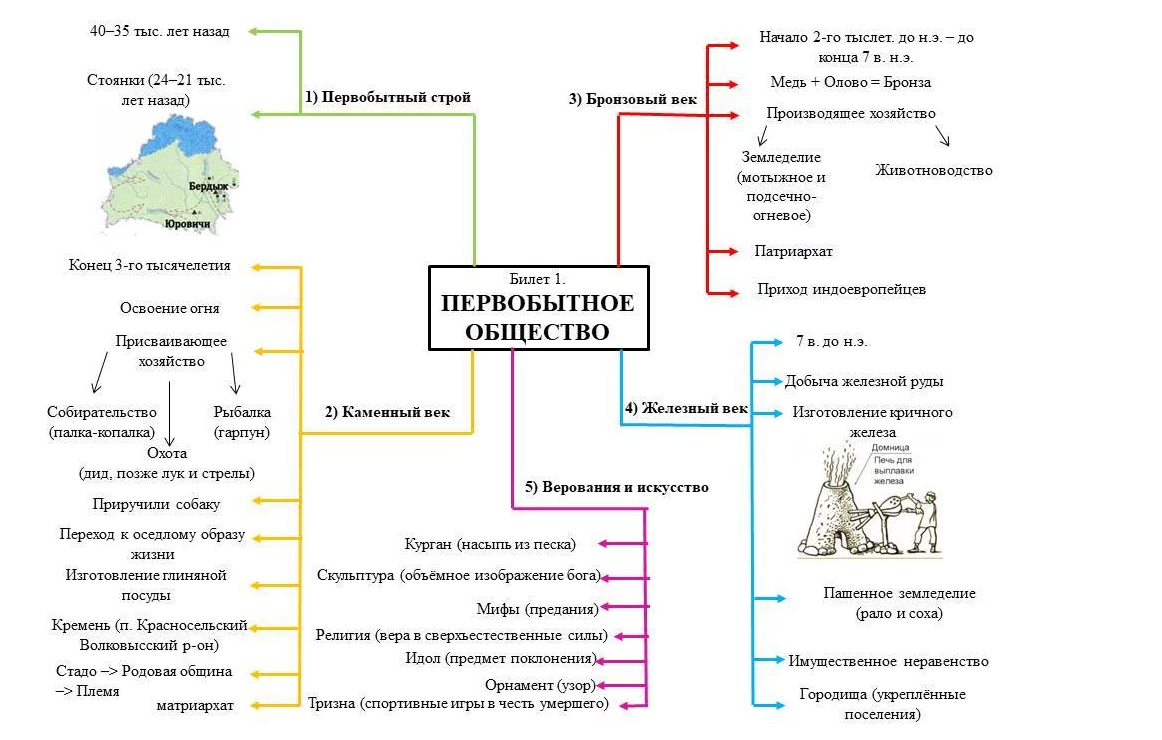 Билет 1.
ПЕРВОБЫТНОЕ
ОБЩЕСТВО
1) Первобытный строй
40–35 тыс. лет назад
Стоянки (24–21 тыс.
лет назад)
Бердыж
Юровичи
2) Каменный век
Конец 3-го тысячелетия
Освоение огня
Присваивающее
хозяйство
Собирательство
(палка-копалка)
Рыбалка
(гарпун)
Охота
(дид, позже лук и стрелы)
Приручили собаку
Переход к оседлому образу
жизни
Изготовление глиняной
посуды
Кремень (п. Красносельский
Волковысский р-он)
Стадо –> Родовая община
–> Племя
матриархат
3) Бронзовый век
Начало 2-го тыслет. до н.э. – до
конца 7 в. н.э.
Медь + Олово = Бронза
Производящее хозяйство
Земледелие
(мотыжное и
подсечно-
огневое)
Животноводство
Патриархат
Приход индоевропейцев
4) Железный век
7 в. до н.э.
Добыча железной руды
Изготовление кричного
железа
Домница
Печь для
выплавки
железа
Пашенное земледелие
(рало и соха)
Имущественное неравенство
Городища (укреплённые
поселения)
5) Верования и искусство
Курган (насыпь из песка)
Скульптура (объёмное изображение бога)
Мифы (предания)
Религия (вера в сверхъестественные силы)
Идол (предмет поклонения)
Орнамент (узор)
Тризна (спортивные игры в честь умершего)